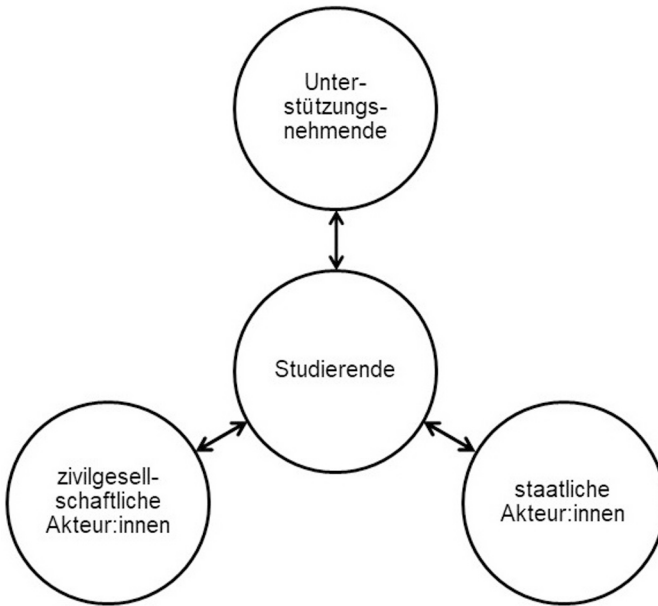 Unter-
stützungs-
nehmende
Studierende
zivilgesell-
schaftliche
Akteur:innen
staatliche
Akteur:innen